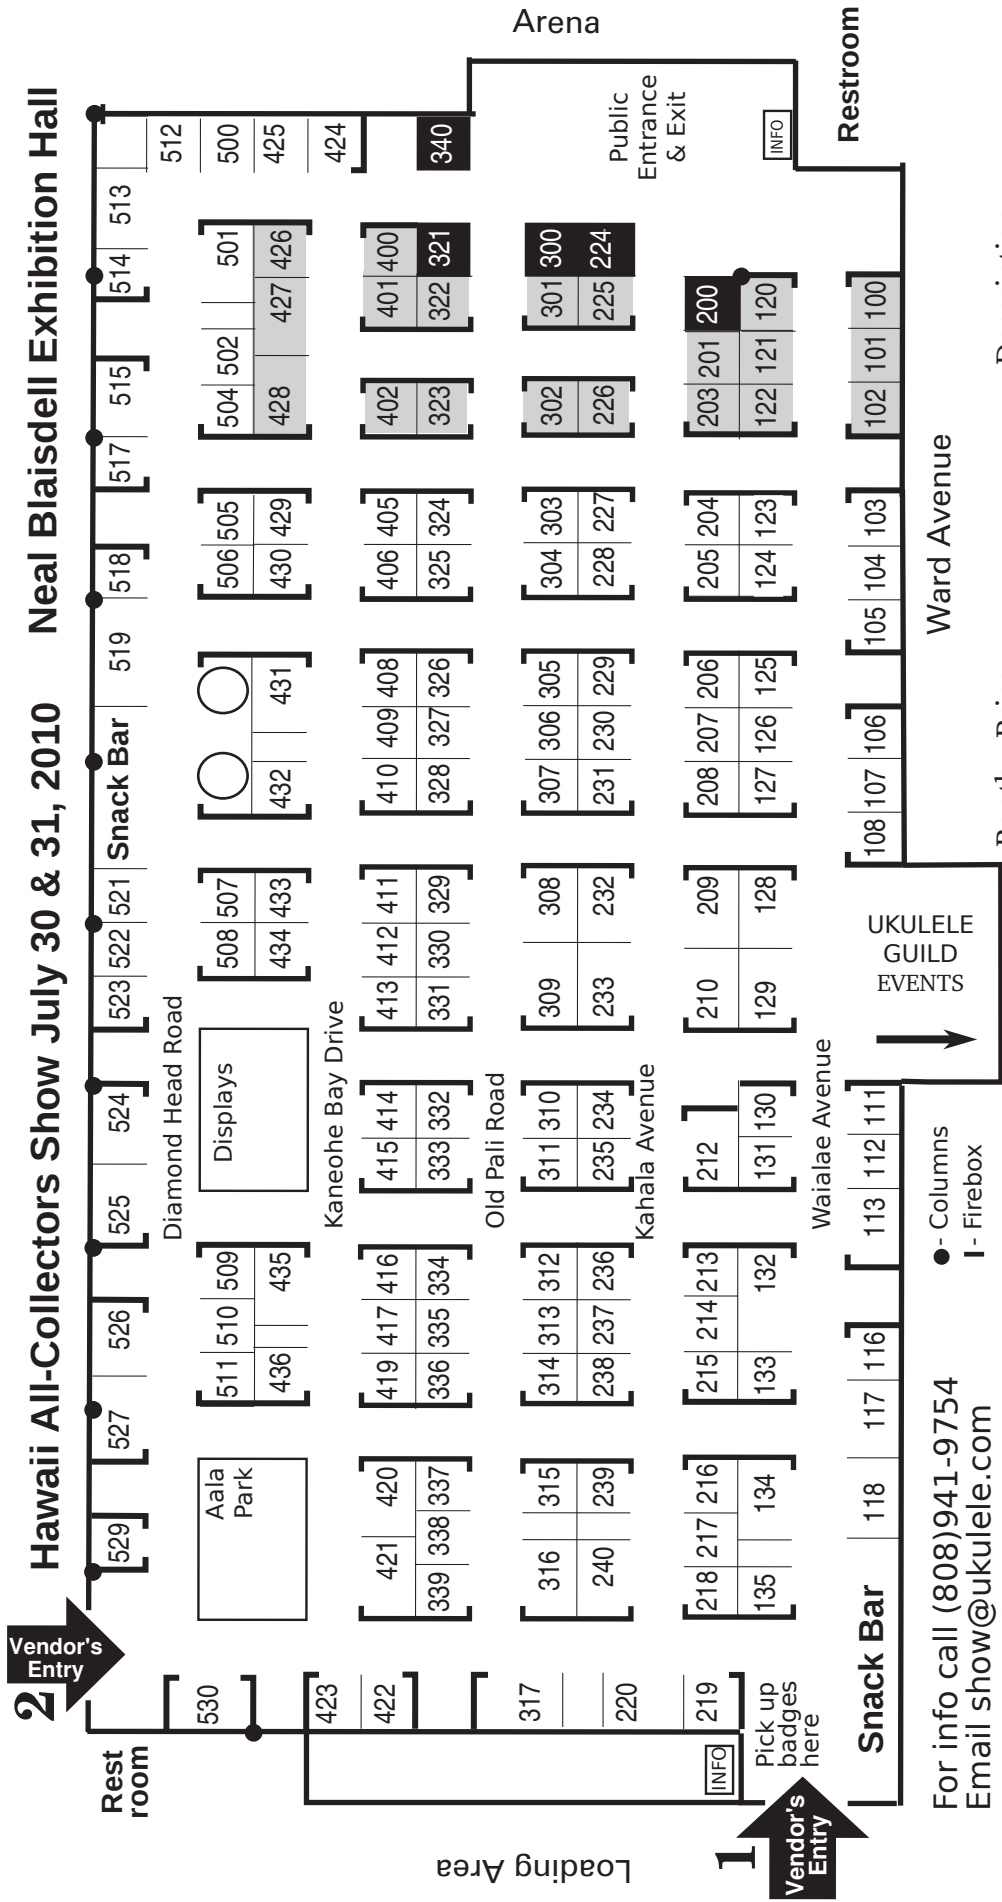 Hawaii All-Collectors Show July 30 & 31, 2010 Neal Blaisdell Exhibition Hall
2
Vendor's
Entry
529 527 526 525 524 523 522 521 Snack Bar 519 518 517 515 514 513
Rest
room
Diamond Head Road
512
500
425
424
530
Aala
Park
511 510 509
436 435
Displays
508 507
434 433
432 431
506 505
430 429
504 502 501
428 427 426
Kaneohe Bay Drive
423
422
421 420
339 338 337
419 417 416
336 335 334
415 414
333 332
413 412 411
331 330 329
410 409 408
328 327 326
406 405
325 324
402
323
401 400
322 321
340
Old Pali Road
317
220
219
316 315
240 239
314 313 312
238 237 236
311 310
235 234
309 308
233 232
307 306 305
231 230 229
304 303
228 227
302
226
301 300
225 224
Arena
Public
Entrance
& Exit
INFO
Restroom
Kahala Avenue
218 217 216
135 134
215 214 213
133 132
212
131 130
210 209
129 128
208 207 206
127 126 125
205 204
124 123
203 201 200
122 121 120
Waialae Avenue
Loading Area
INFO
Pick up
badges
here
1
Vendor's
Entry
Snack Bar 118 117 116 113 112 111
UKULELE
GUILD
EVENTS
108 107 106 105 104 103 102 101 100
Ward Avenue
- Columns
- Firebox
For info call (808)941-9754
Email show@ukulele.com